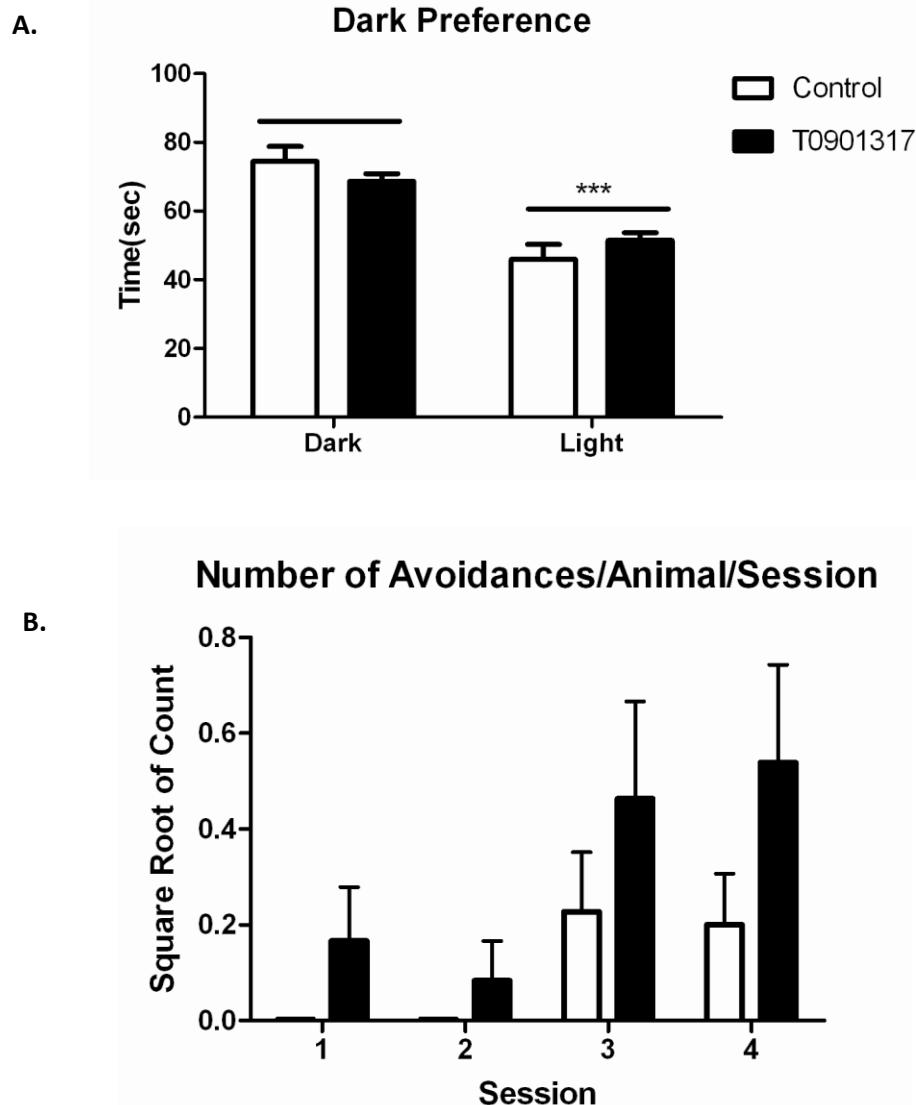 A.
Dark Preference
Control
T0901317
Time(sec)
100
80
60
40
20
0
***
Dark
Light
B.
Number of Avoidances/Animal/Session
Square Root of Count
0.8
0.6
0.4
0.2
0.0
1
2
3
4
Session